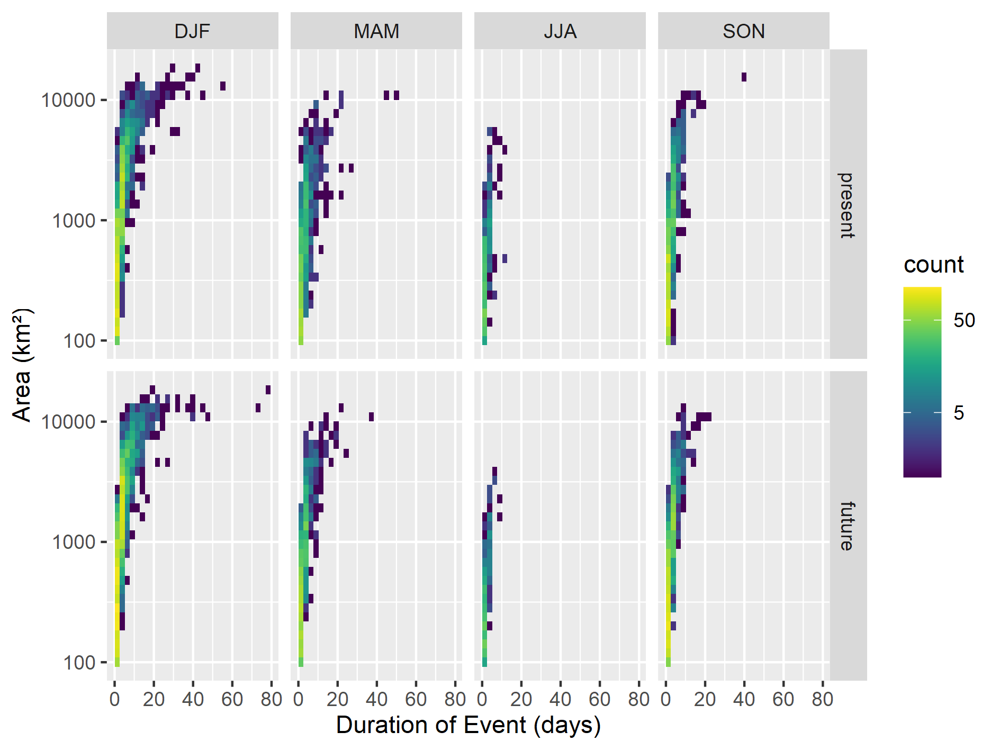 DJF MAM JJA SON
10000
1000
100
present
10000
1000
100
future
0 20 40 60 80 0 20 40 60 80 0 20 40 60 80 0 20 40 60 80
Duration of Event (days)
Area (km²)
count
50
5